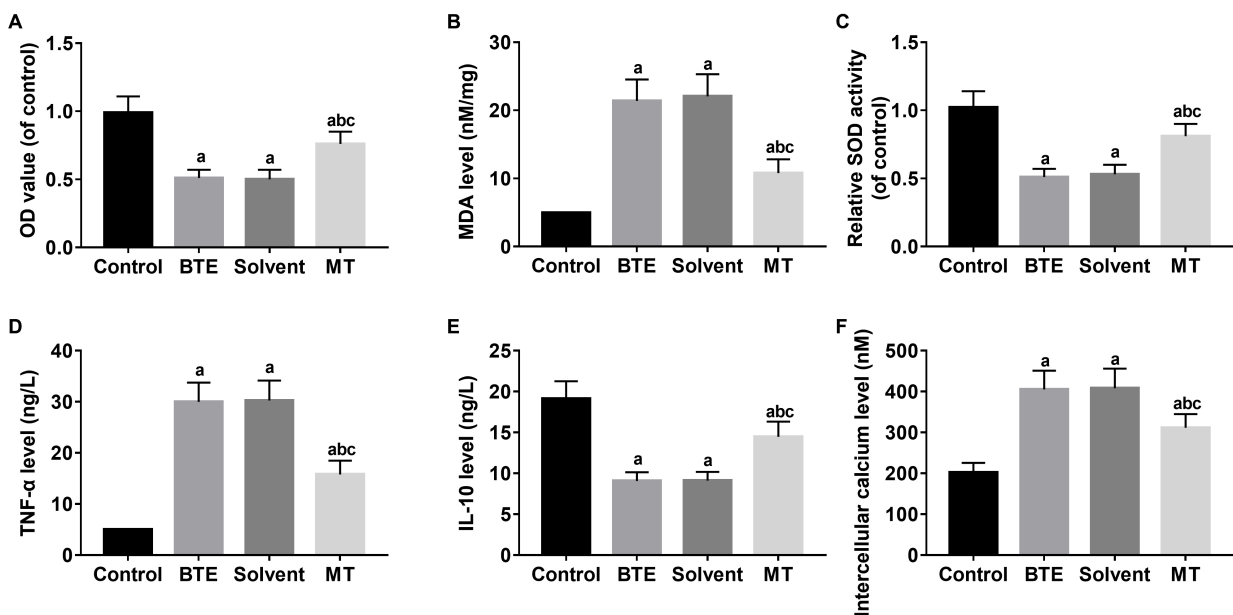 A
OD value (of control)
1.5
1.0
0.5
0.0
a
a
abc
Control BTE Solvent MT
B
MDA level (nM/mg)
30
20
10
0
a
a
abc
Control BTE Solvent MT
C
Relative SOD activity
(of control)
1.5
1.0
0.5
0.0
a
a
abc
Control BTE Solvent MT
D
TNF-α level (ng/L)
40
30
20
10
0
a
a
abc
Control BTE Solvent MT
E
IL-10 level (ng/L)
25
20
15
10
5
0
a
a
abc
Control BTE Solvent MT
F
Intercellular calcium level (nM)
500
400
300
200
100
0
a
a
abc
Control BTE Solvent MT